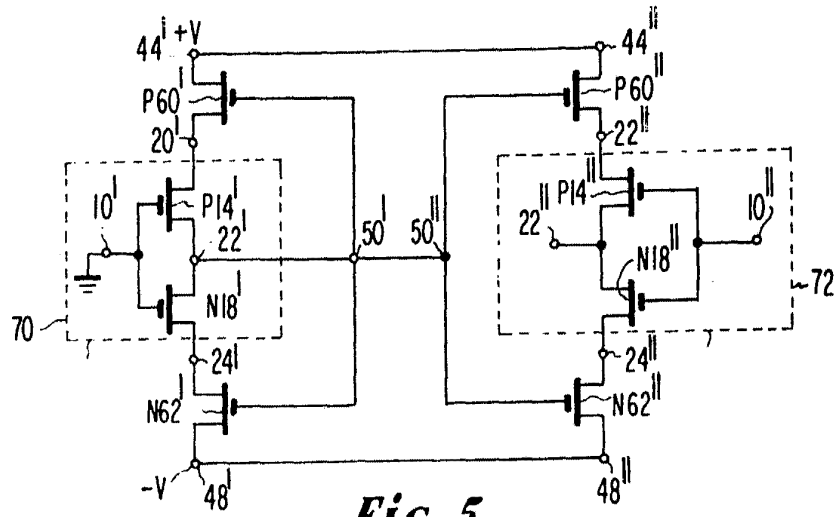 44' +V
44"
P60'
P60"
20'
22"
10'
P14'
P14"
10"
22'
50'
50"
22"
N18"
N18'
70
72
24'
24"
N62'
N62"
-V
48'
48"
Fig. 5